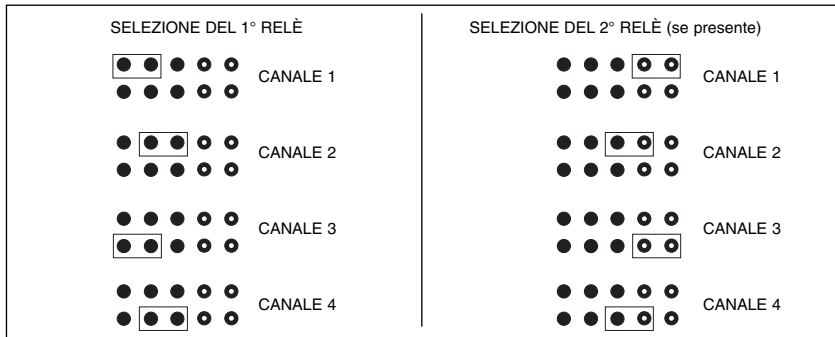 SELEZIONE DEL 1° RELÈ
CANALE 1
CANALE 2
CANALE 3
CANALE 4
SELEZIONE DEL 2° RELÈ (se presente)
CANALE 1
CANALE 2
CANALE 3
CANALE 4